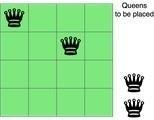 Queens
to be placed